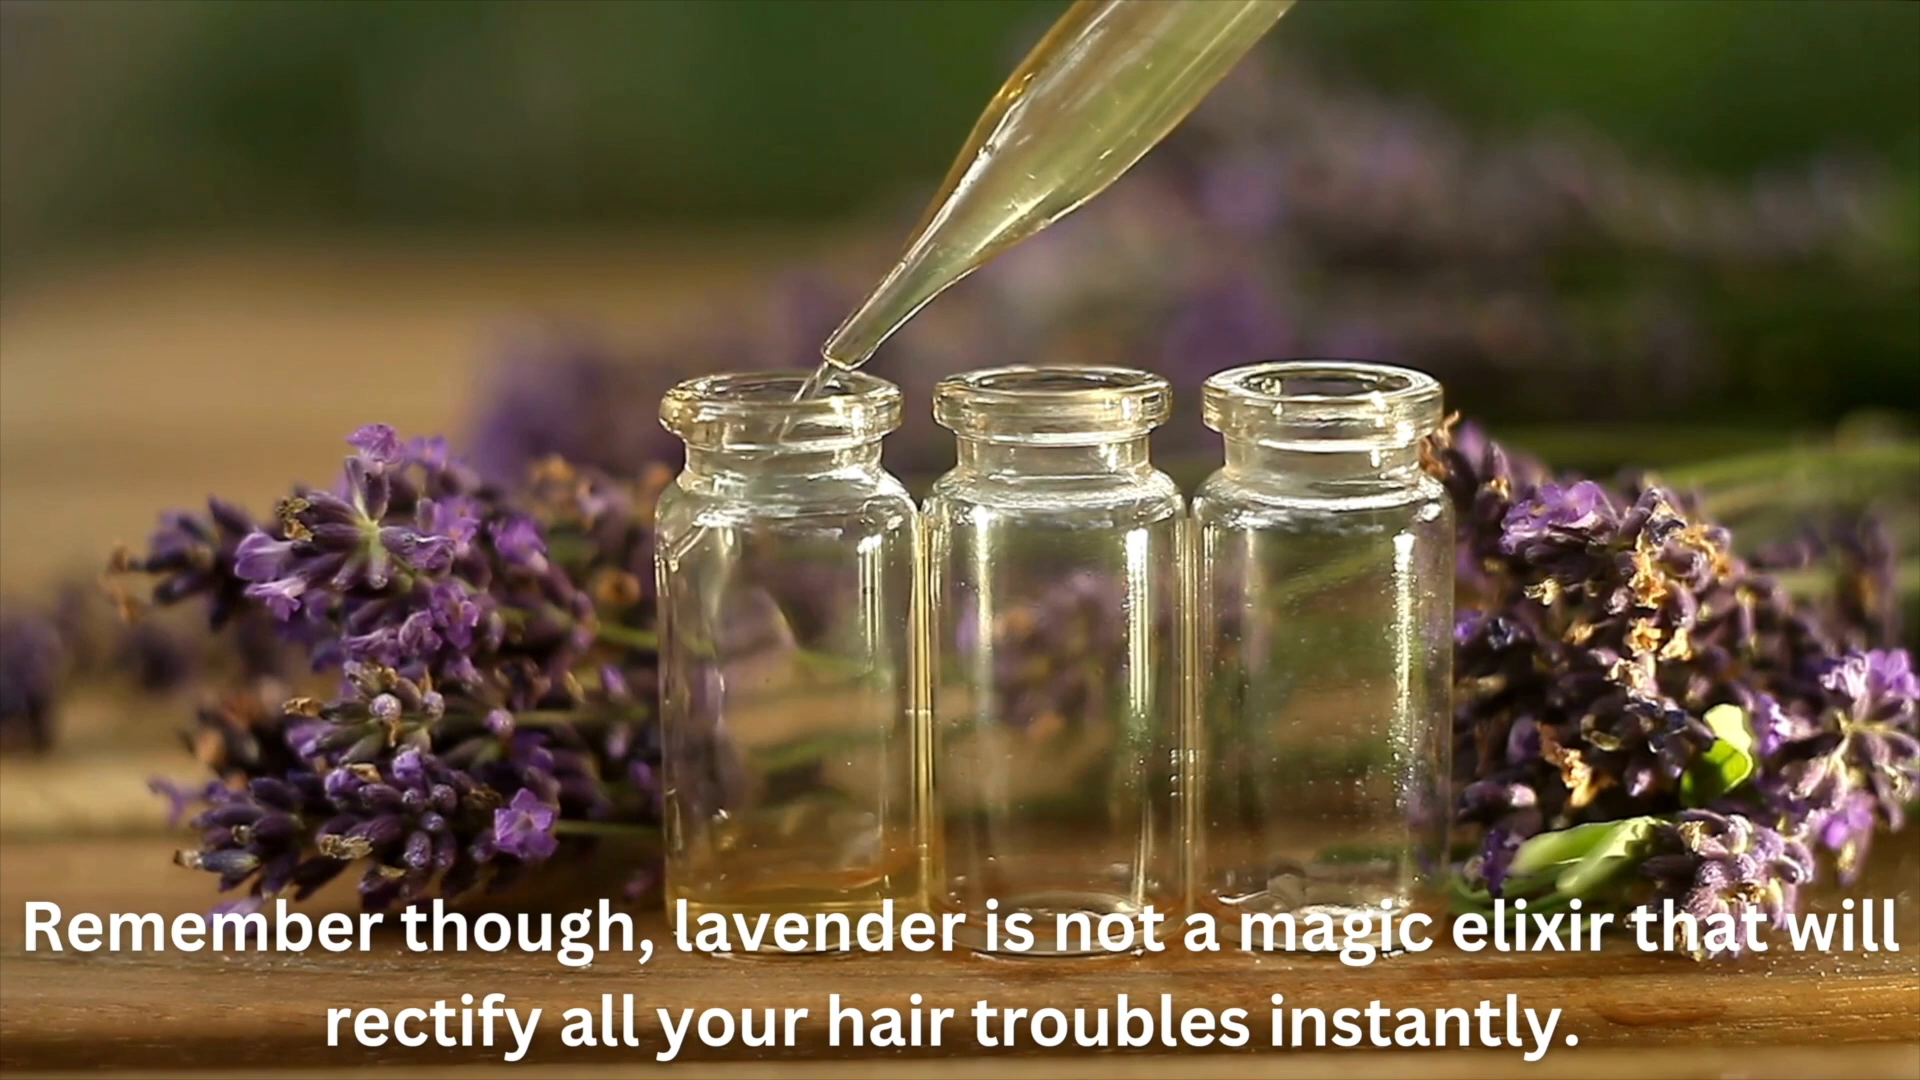 Remember though, lavender is not a magic elixir that will
rectify all your hair troubles instantly.